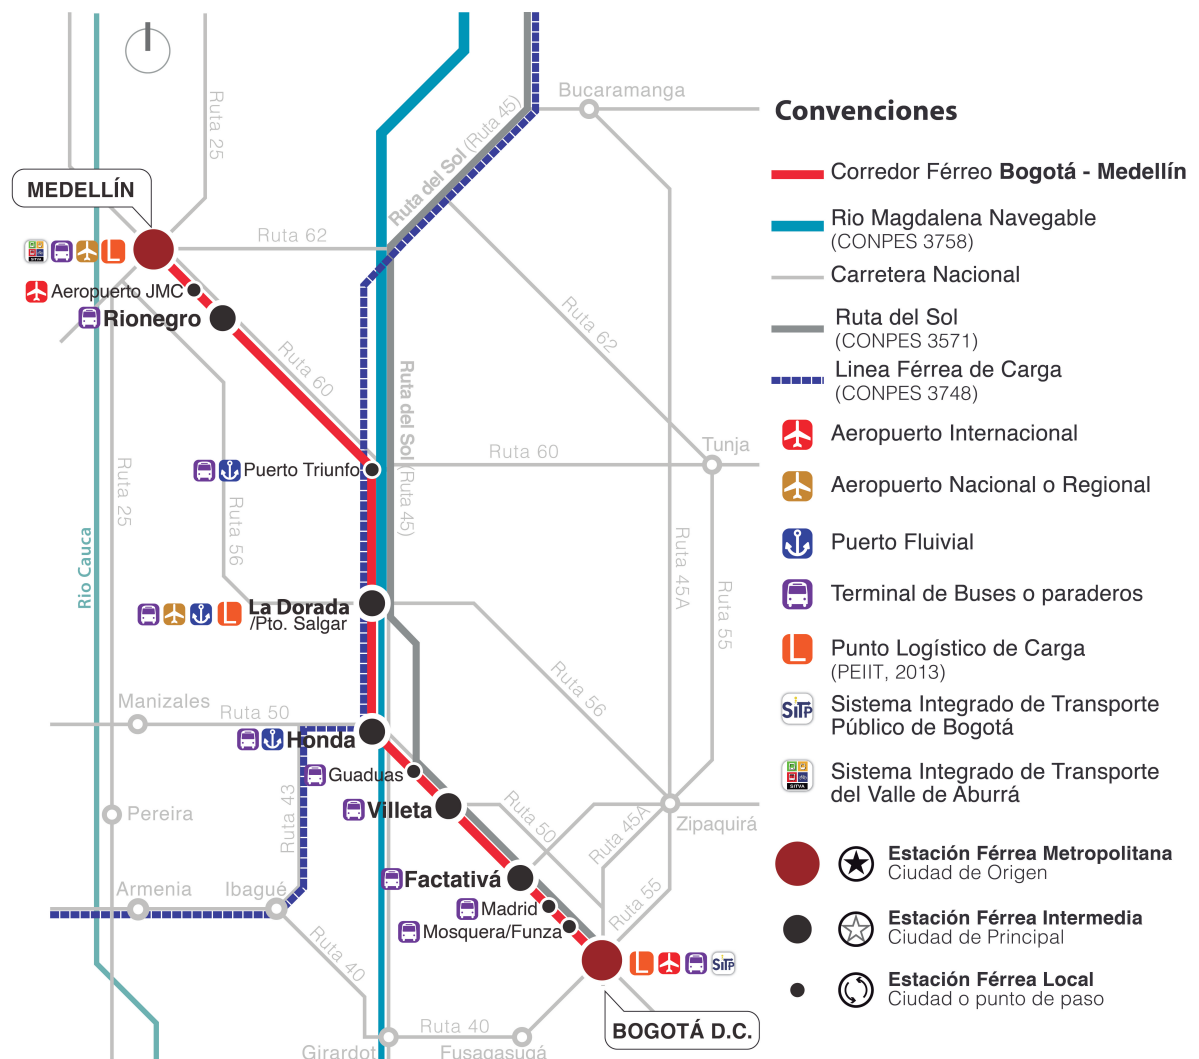 Bucaramanga
Ruta 25
Ruta del Sol (Ruta 45)
MEDELLÍN
Ruta 62
SITVA
L
Aeropuerto JMC
Rionegro
Ruta 62
Ruta 60
Ruta del Sol (Ruta 45)
Tunja
Ruta 60
Puerto Triunfo
Ruta 25
Ruta 56
Rio Cauca
Ruta 45A
Ruta 55
L
La Dorada
/Pto. Salgar
Ruta 56
Manizales
Ruta 50
Honda
Guaduas
Villeta
Ruta 50
Ruta 45A
Zipaquirá
Pereira
Ruta 43
Factativá
Armenia
Ibagué
Madrid
Mosquera/Funza
Ruta 55
Ruta 40
L
SiTP
BOGOTÁ D.C.
Ruta 40
Girardot
Fusagasugá
Convenciones
Corredor Férreo Bogotá - Medellín
Rio Magdalena Navegable
(CONPES 3758)
Carretera Nacional
Ruta del Sol
(CONPES 3571)
Linea Férrea de Carga
(CONPES 3748)
Aeropuerto Internacional
Aeropuerto Nacional o Regional
Puerto Fluivial
Terminal de Buses o paraderos
L
Punto Logístico de Carga
(PEIIT, 2013)
SiTP
Sistema Integrado de Transporte
Público de Bogotá
SITVA
Sistema Integrado de Transporte
del Valle de Aburrá
Estación Férrea Metropolitana
Ciudad de Origen
Estación Férrea Intermedia
Ciudad de Principal
Estación Férrea Local
Ciudad o punto de paso